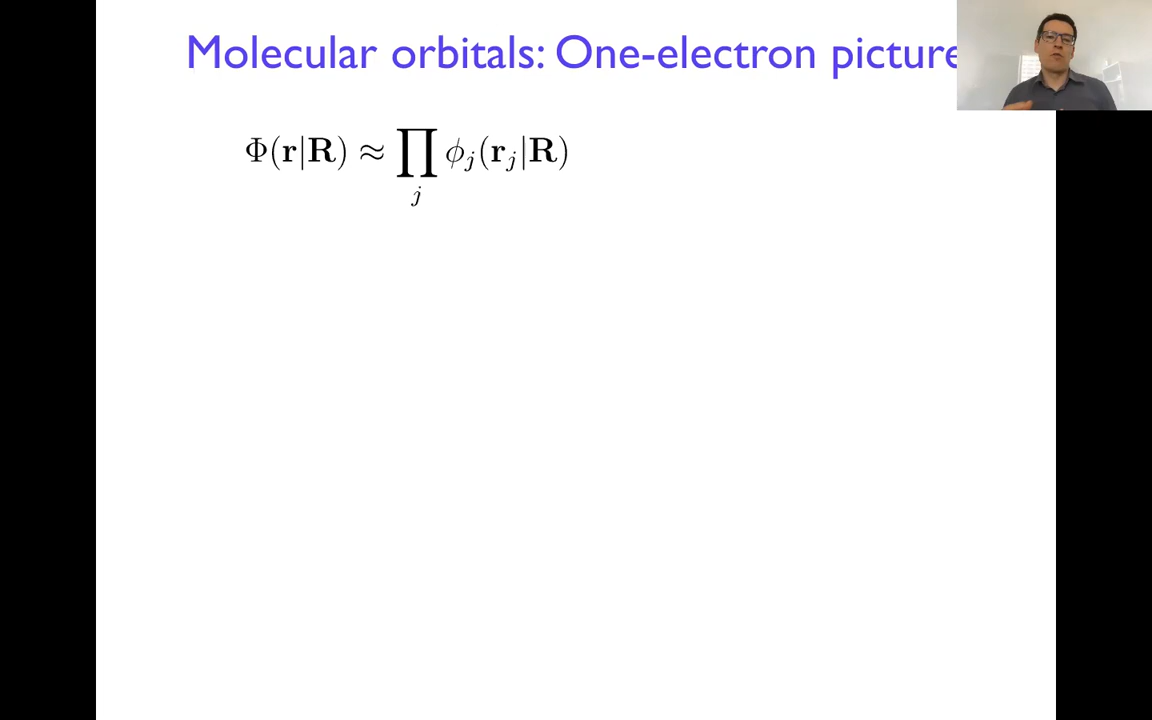 Molecular orbitals: One-electron picture
Φ(𝐫|𝐑) ≈ ∏_j ϕ_j(𝐫_j|𝐑)